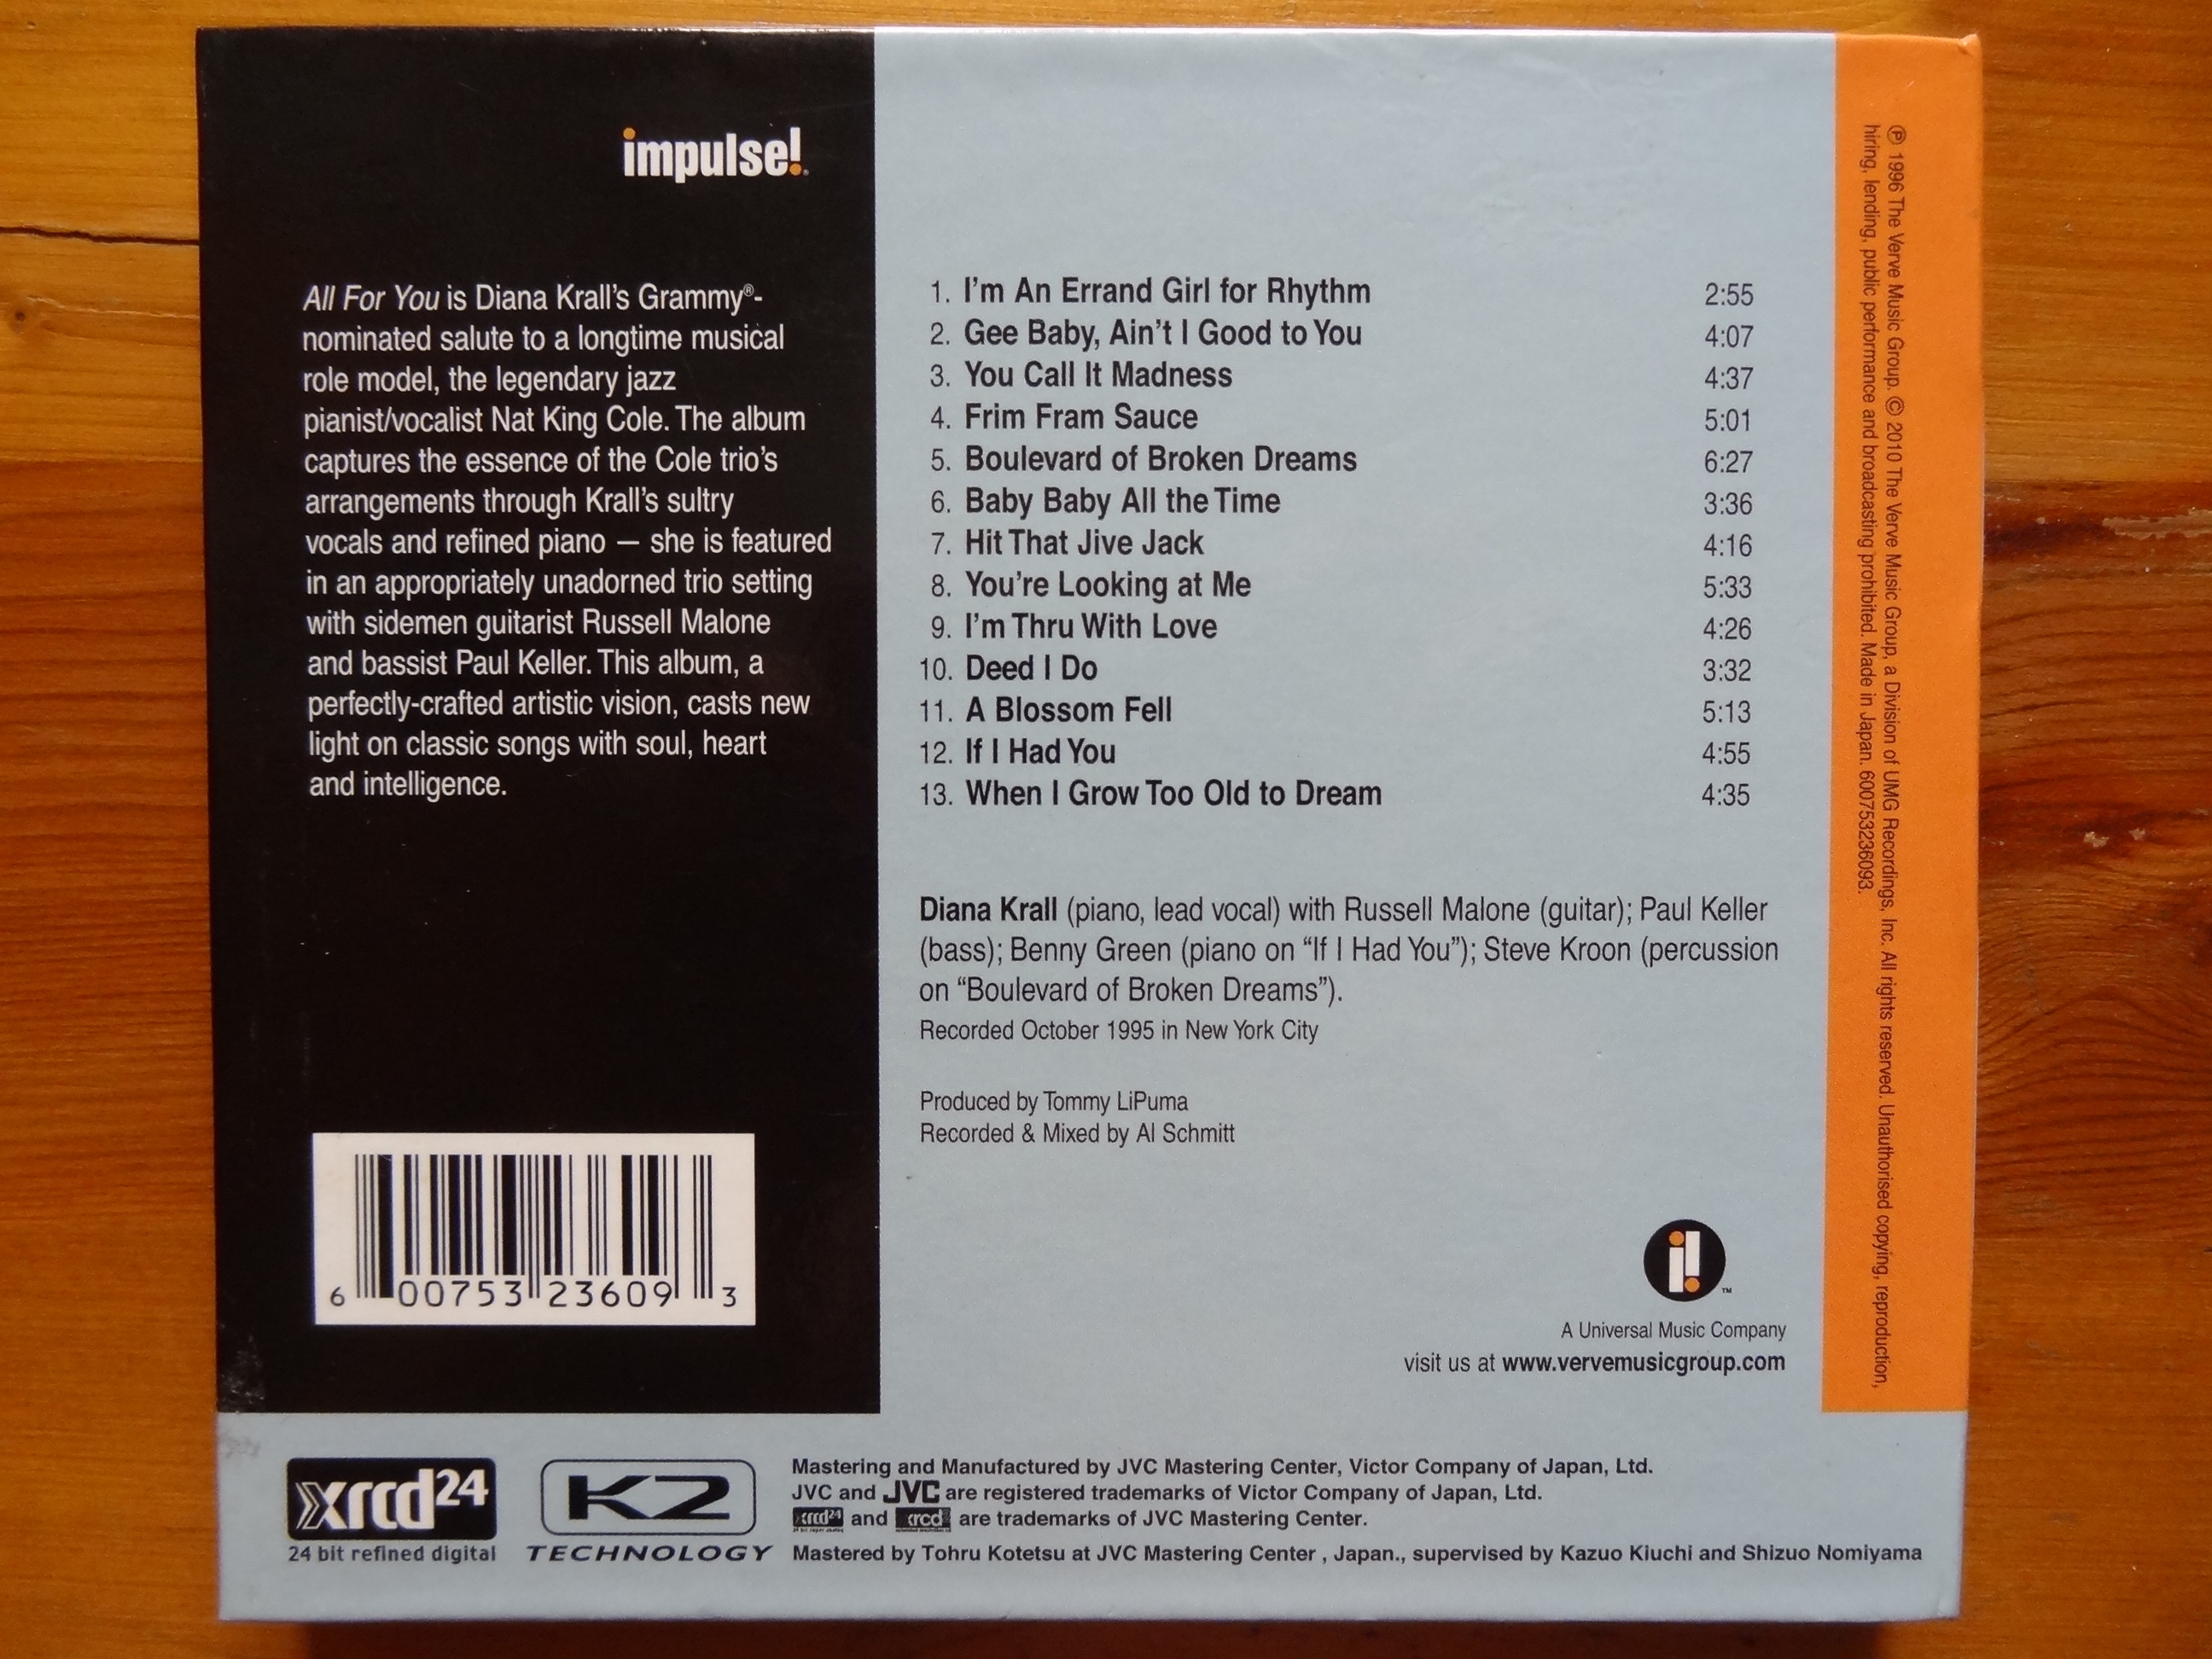 impulse!
All For You is Diana Krall's Grammy®-
nominated salute to a longtime musical
role model, the legendary jazz
pianist/vocalist Nat King Cole. The album
captures the essence of the Cole trio's
arrangements through Krall's sultry
vocals and refined piano — she is featured
in an appropriately unadorned trio setting
with sidemen guitarist Russell Malone
and bassist Paul Keller. This album, a
perfectly-crafted artistic vision, casts new
light on classic songs with soul, heart
and intelligence.
6 00753 23609 3
1. I'm An Errand Girl for Rhythm 2:55
2. Gee Baby, Ain't I Good to You 4:07
3. You Call It Madness 4:37
4. Frim Fram Sauce 5:01
5. Boulevard of Broken Dreams 6:27
6. Baby Baby All the Time 3:36
7. Hit That Jive Jack 4:16
8. You're Looking at Me 5:33
9. I'm Thru With Love 4:26
10. Deed I Do 3:32
11. A Blossom Fell 5:13
12. If I Had You 4:55
13. When I Grow Too Old to Dream 4:35
Diana Krall (piano, lead vocal) with Russell Malone (guitar); Paul Keller
(bass); Benny Green (piano on “If I Had You”); Steve Kroon (percussion
on “Boulevard of Broken Dreams”).
Recorded October 1995 in New York City
Produced by Tommy LiPuma
Recorded & Mixed by Al Schmitt
i! ™
A Universal Music Company
visit us at www.vervemusicgroup.com
℗ 1996 The Verve Music Group. © 2010 The Verve Music Group, a Division of UMG Recordings, Inc. All rights reserved. Unauthorised copying, reproduction,
hiring, lending, public performance and broadcasting prohibited. Made in Japan. 600753236093.
xrcd24
24 bit refined digital
K2
TECHNOLOGY
Mastering and Manufactured by JVC Mastering Center, Victor Company of Japan, Ltd.
JVC and JVC are registered trademarks of Victor Company of Japan, Ltd.
xrcd24 and xrcd are trademarks of JVC Mastering Center.
Mastered by Tohru Kotetsu at JVC Mastering Center , Japan., supervised by Kazuo Kiuchi and Shizuo Nomiyama